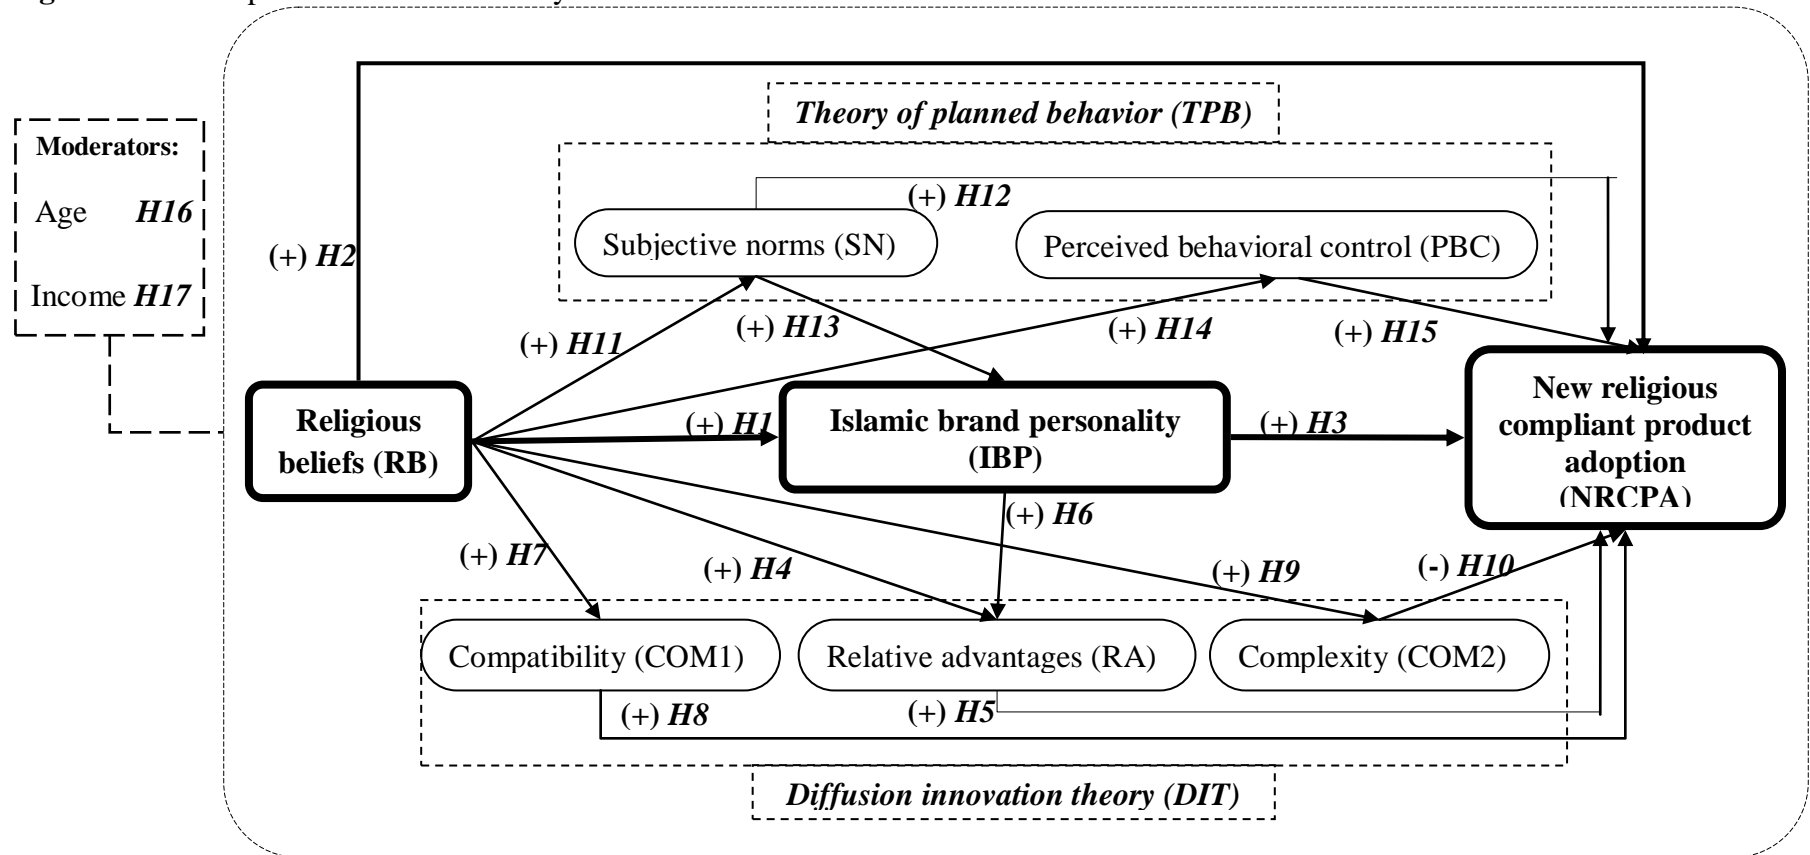 Theory of planned behavior (TPB)
Moderators:
Age H16
Income H17
(+) H2
(+) H12
Subjective norms (SN)
Perceived behavioral control (PBC)
(+) H11
(+) H13
(+) H14
(+) H15
Religious
beliefs (RB)
(+) H1
Islamic brand personality
(IBP)
(+) H3
New religious
compliant product
adoption
(NRCPA)
(+) H6
(+) H7
(+) H4
(+) H9
(-) H10
Compatibility (COM1)
Relative advantages (RA)
Complexity (COM2)
(+) H8
(+) H5
Diffusion innovation theory (DIT)